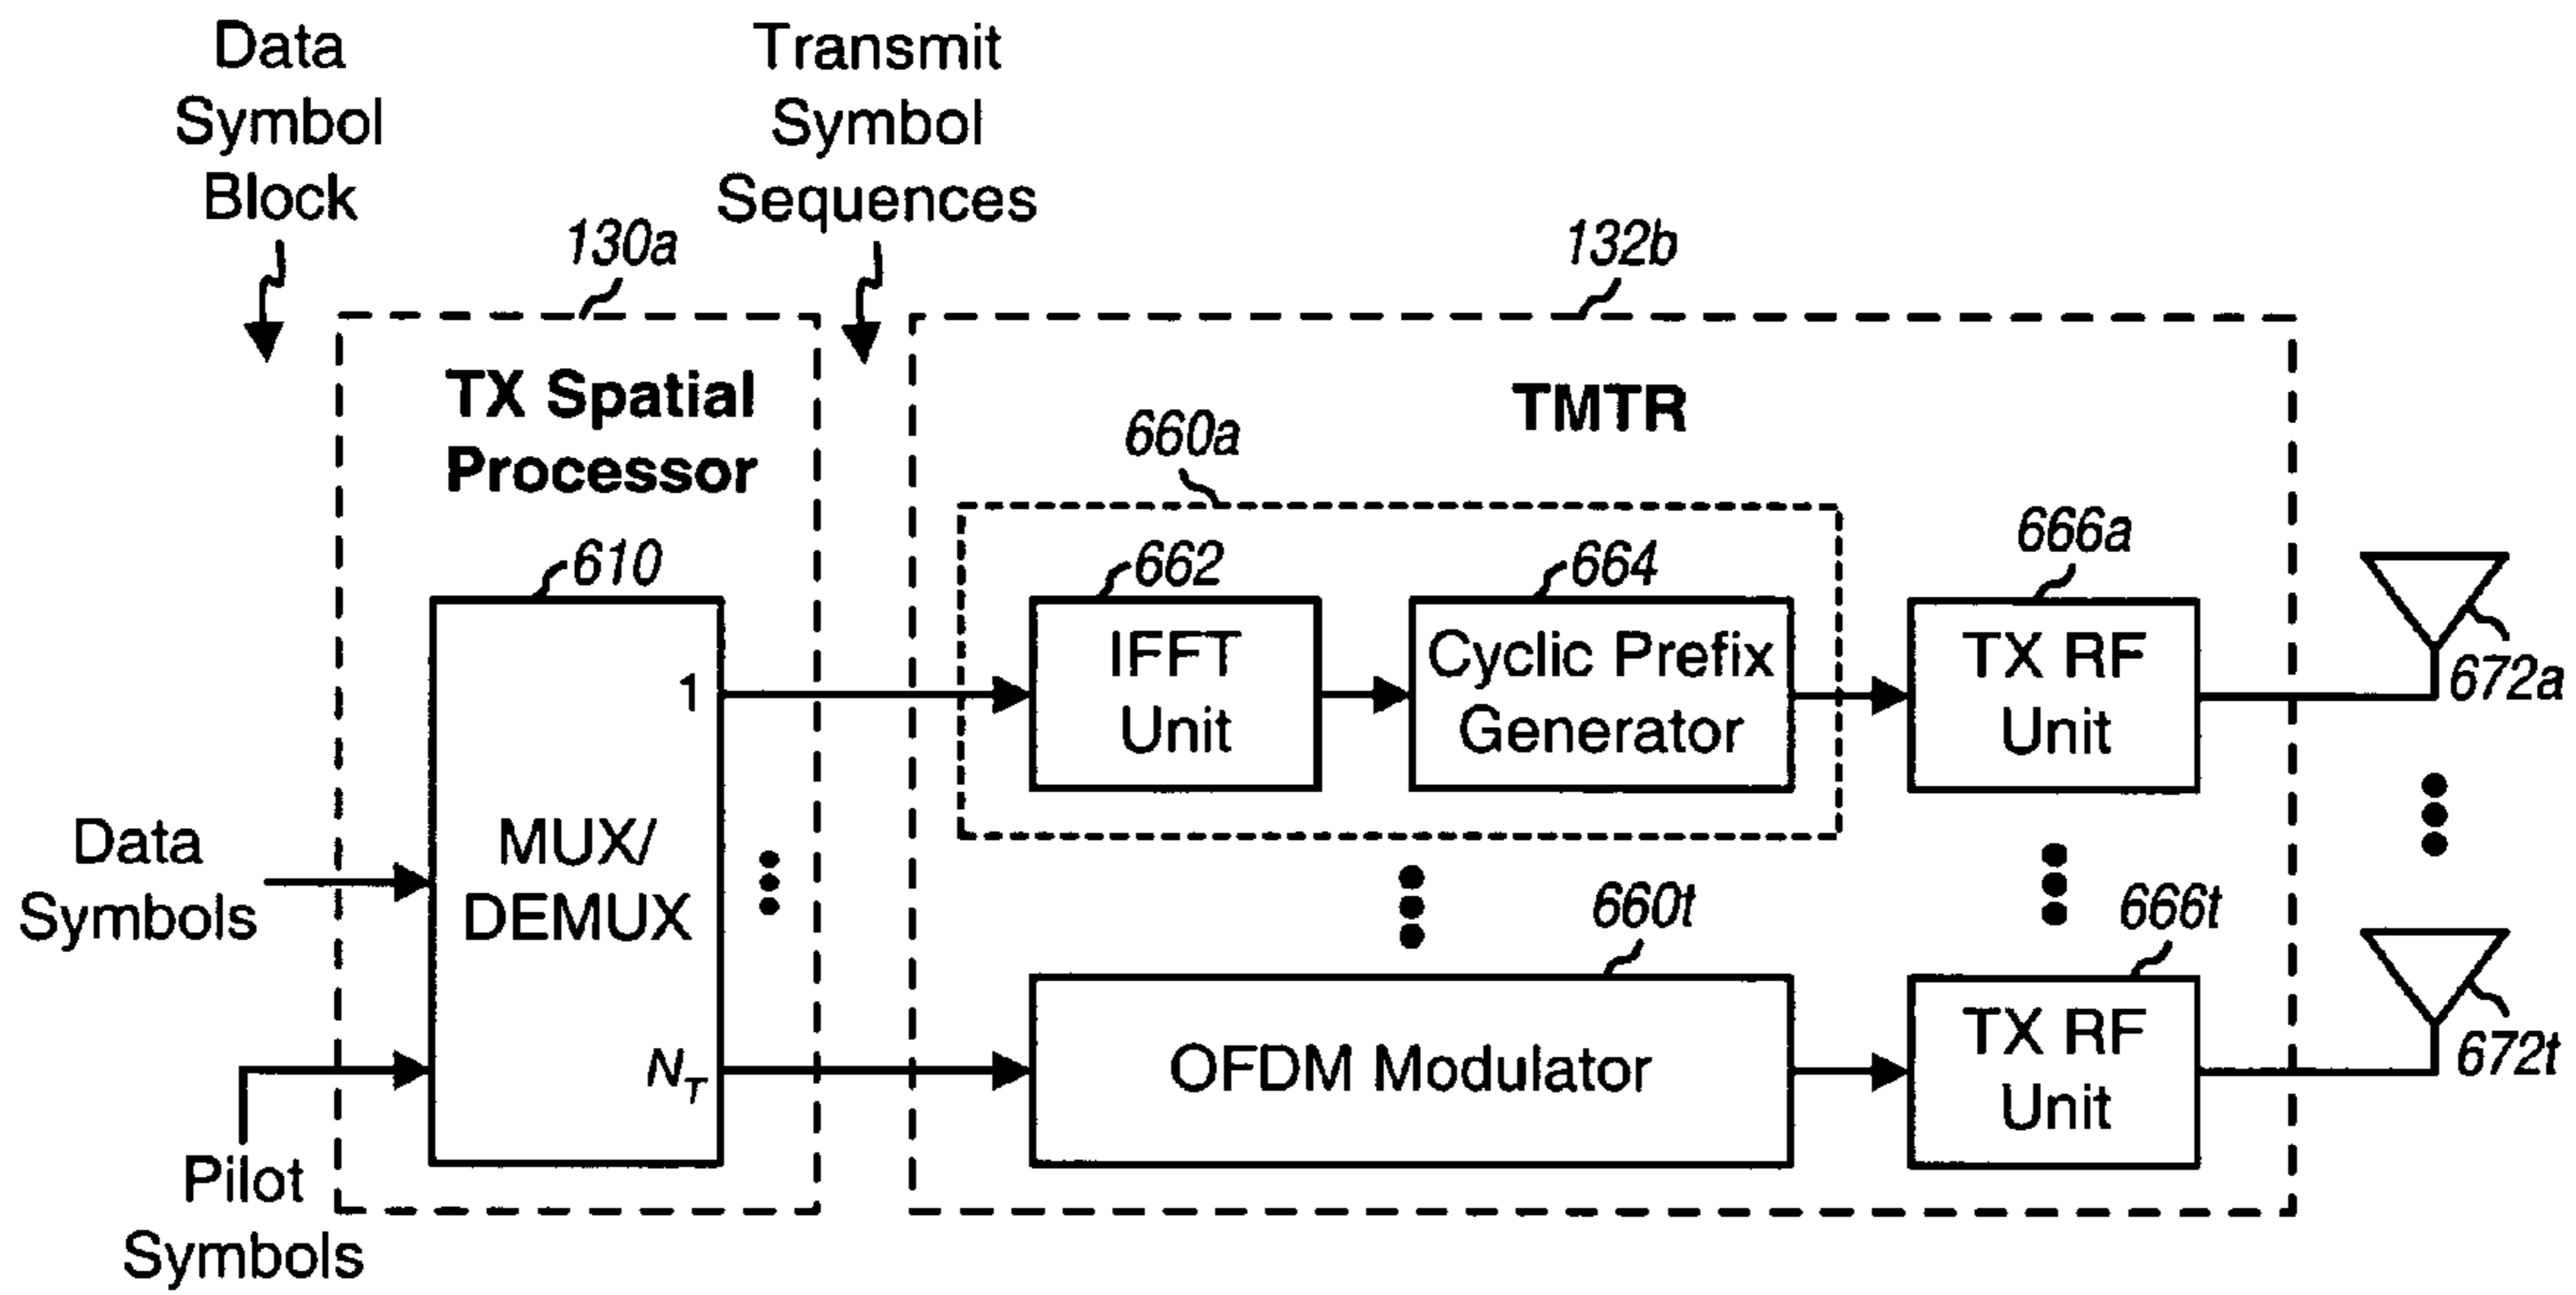 Data
Symbol
Block
Transmit
Symbol
Sequences
130a
132b
TX Spatial
Processor
TMTR
660a
610
662
664
666a
1
IFFT
Unit
Cyclic Prefix
Generator
TX RF
Unit
672a
Data
Symbols
MUX/
DEMUX
660t
666t
N_T
OFDM Modulator
TX RF
Unit
672t
Pilot
Symbols